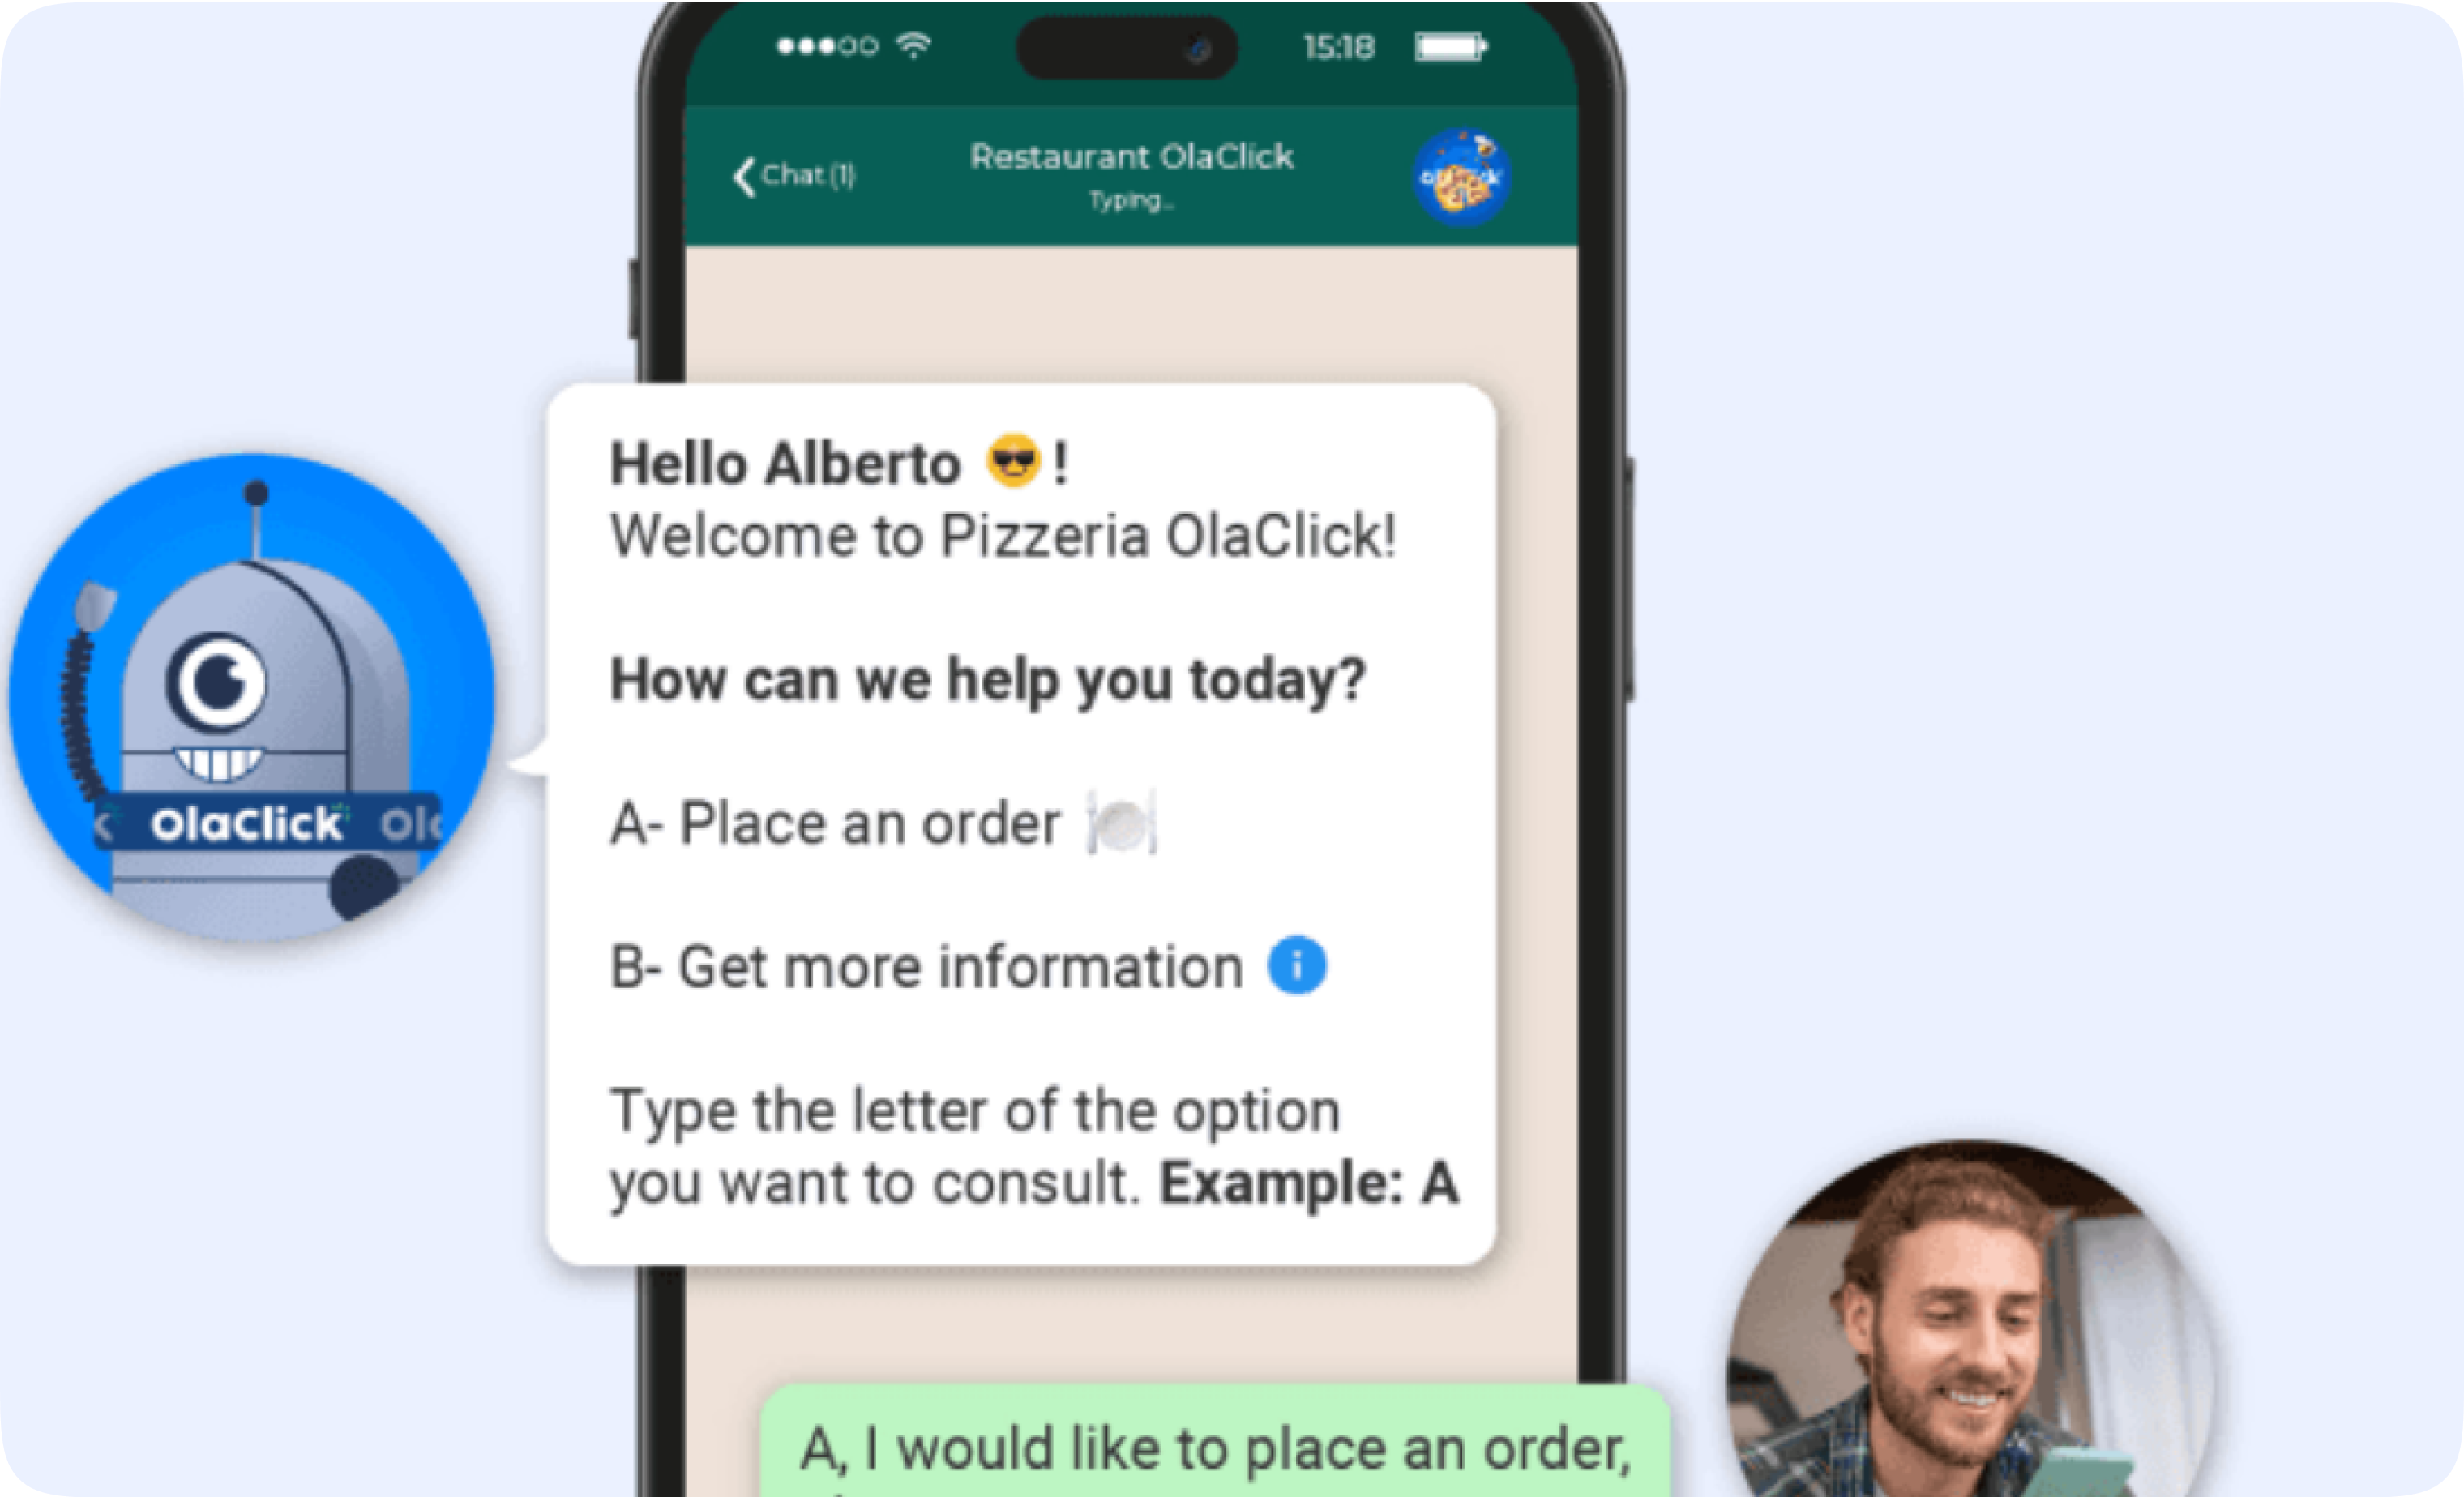 15:18
Chat (1)
Restaurant OlaClick
Typing...
Hello Alberto 😎!
Welcome to Pizzeria OlaClick!
How can we help you today?
A- Place an order 🍽️
B- Get more information ℹ️
Type the letter of the option
you want to consult. Example: A
OlaClick
A, I would like to place an order,